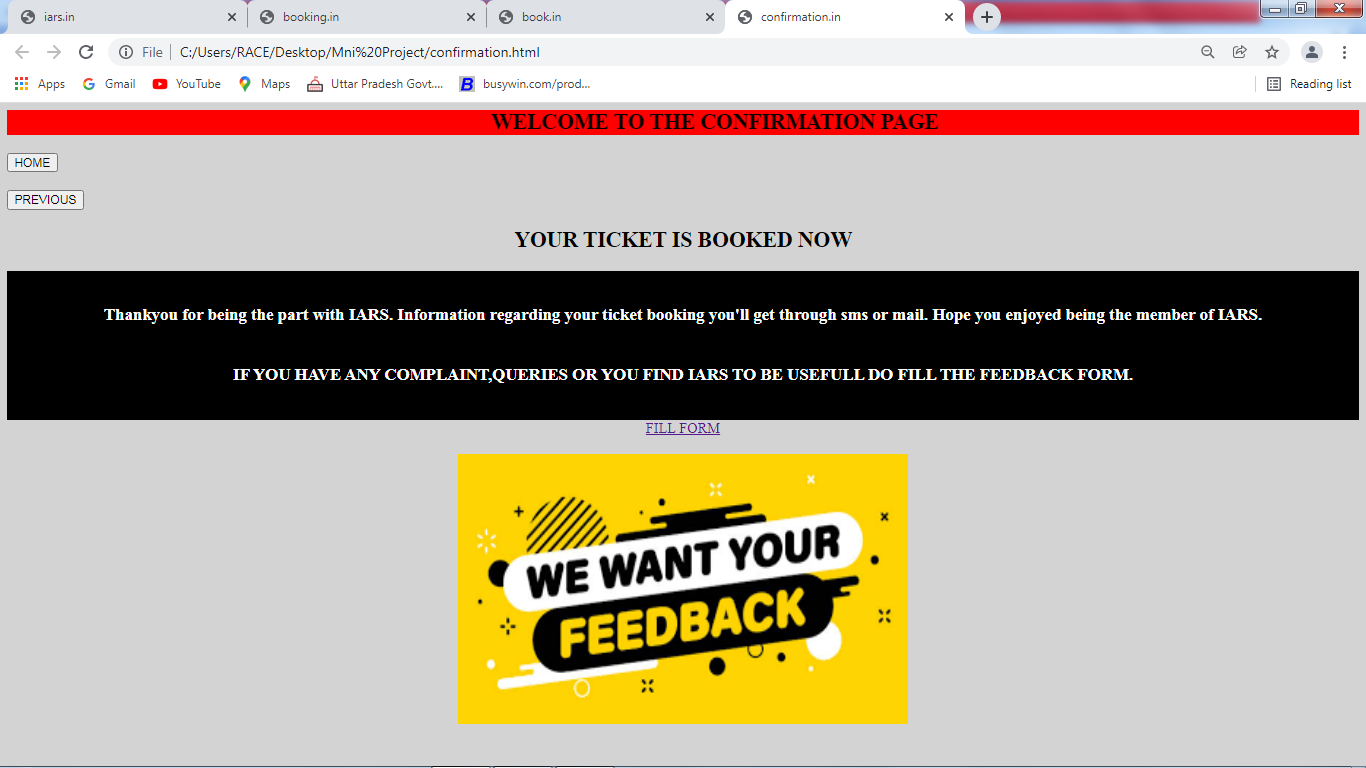 iars.in
booking.in
book.in
confirmation.in
File
C:/Users/RACE/Desktop/Mni%20Project/confirmation.html
Apps
Gmail
YouTube
Maps
Uttar Pradesh Govt....
B busywin.com/prod...
Reading list
WELCOME TO THE CONFIRMATION PAGE
HOME
PREVIOUS
YOUR TICKET IS BOOKED NOW
Thankyou for being the part with IARS. Information regarding your ticket booking you'll get through sms or mail. Hope you enjoyed being the member of IARS.
IF YOU HAVE ANY COMPLAINT,QUERIES OR YOU FIND IARS TO BE USEFULL DO FILL THE FEEDBACK FORM.
FILL FORM
WE WANT YOUR
FEEDBACK